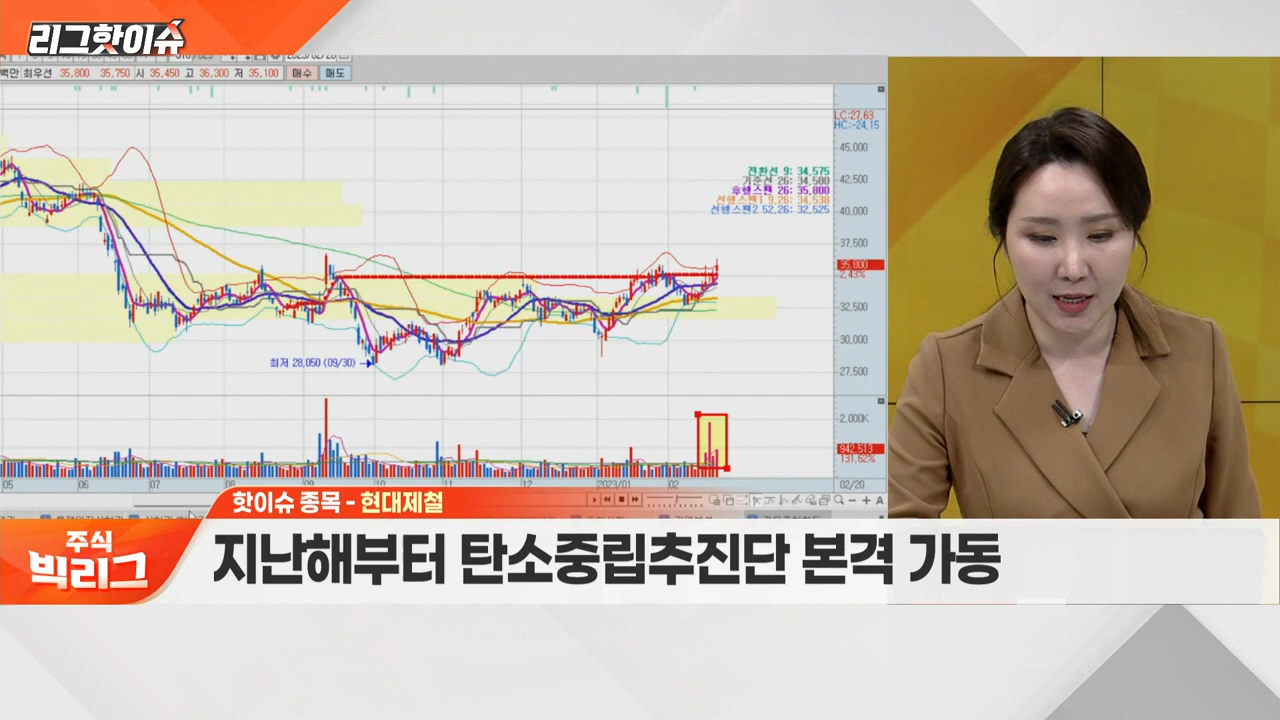 리그핫이슈
백만 최우선 35,800 35,750 시 35,450 고 36,300 저 35,100 매수 매도
LC:27,63
HC:-24,15
45,000
전환선 9: 34,575
기준선 26: 34,500
후행스팬 26: 35,800
선행스팬1 9,26: 34,538
선행스팬2 52,26: 32,525
42,500
40,000
37,500
35,800
2.43%
32,500
30,000
최저 28,050 (09/30)
27,500
2,000K
942,513
131,62%
05 06 07 08 09 10 11 12 2023/01 02 02/20
핫이슈 종목 - 현대제철
주식
빅리그
지난해부터 탄소중립추진단 본격 가동